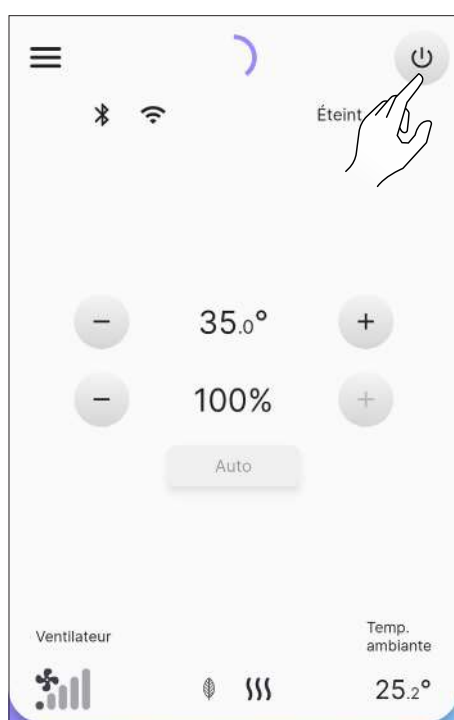 Éteint
− 35.0° +
− 100% +
Auto
Ventilateur
Temp.
ambiante
25.2°